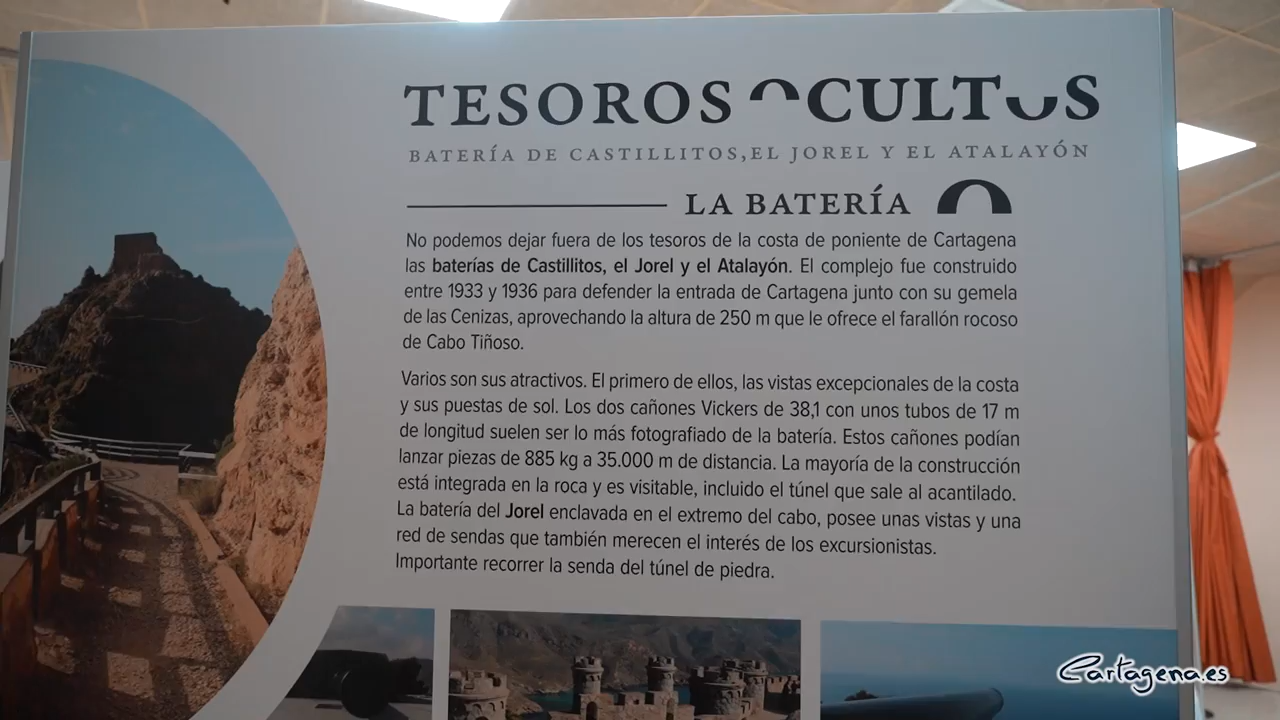 TESOROS OCULTOS
BATERÍA DE CASTILLITOS,EL JOREL Y EL ATALAYÓN
LA BATERÍA
No podemos dejar fuera de los tesoros de la costa de poniente de Cartagena
las baterías de Castillitos, el Jorel y el Atalayón. El complejo fue construido
entre 1933 y 1936 para defender la entrada de Cartagena junto con su gemela
de las Cenizas, aprovechando la altura de 250 m que le ofrece el farallón rocoso
de Cabo Tiñoso.
Varios son sus atractivos. El primero de ellos, las vistas excepcionales de la costa
y sus puestas de sol. Los dos cañones Vickers de 38,1 con unos tubos de 17 m
de longitud suelen ser lo más fotografiado de la batería. Estos cañones podían
lanzar piezas de 885 kg a 35.000 m de distancia. La mayoría de la construcción
está integrada en la roca y es visitable, incluido el túnel que sale al acantilado.
La batería del Jorel enclavada en el extremo del cabo, posee unas vistas y una
red de sendas que también merecen el interés de los excursionistas.
Importante recorrer la senda del túnel de piedra.
Cartagena.es